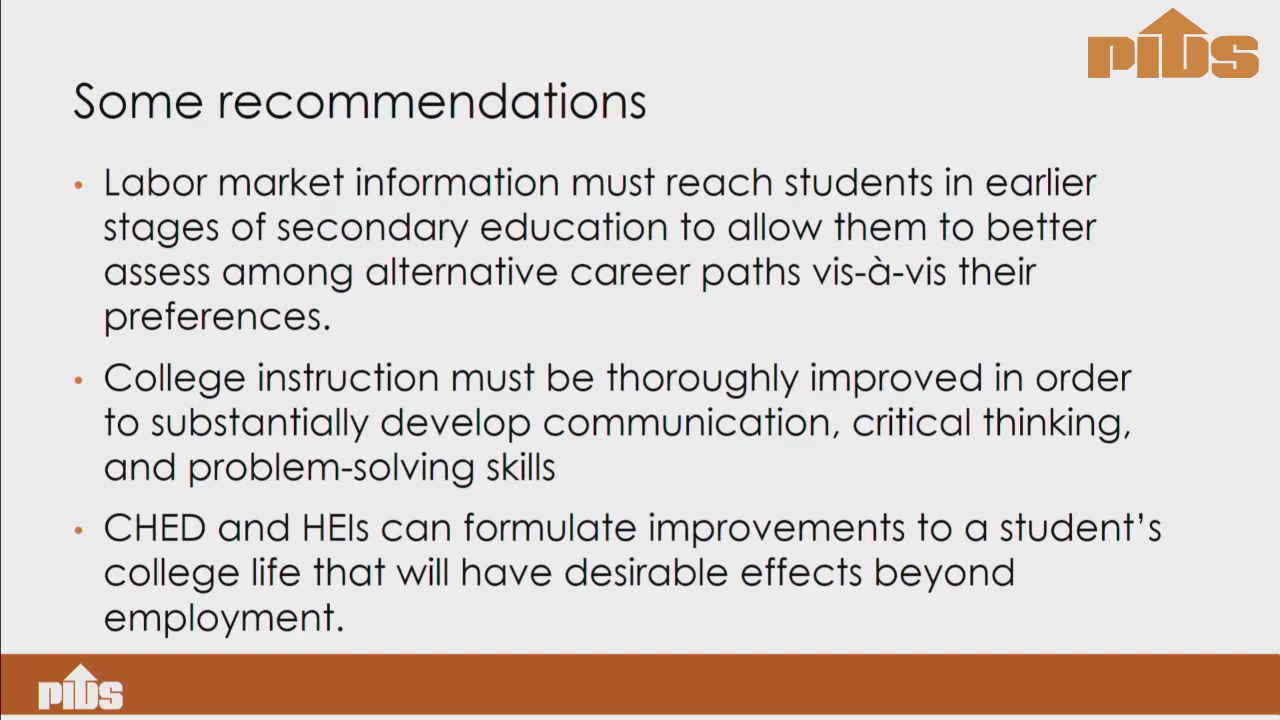 PIDS
Some recommendations
• Labor market information must reach students in earlier
stages of secondary education to allow them to better
assess among alternative career paths vis-à-vis their
preferences.
• College instruction must be thoroughly improved in order
to substantially develop communication, critical thinking,
and problem-solving skills
• CHED and HEIs can formulate improvements to a student’s
college life that will have desirable effects beyond
employment.
PIDS